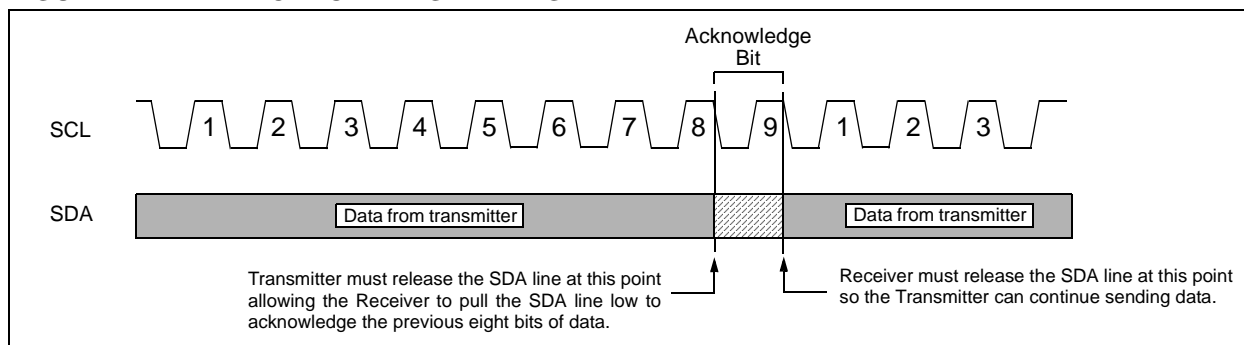 Acknowledge
Bit
SCL
1 2 3 4 5 6 7 8 9 1 2 3
SDA
Data from transmitter
Data from transmitter
Transmitter must release the SDA line at this point
allowing the Receiver to pull the SDA line low to
acknowledge the previous eight bits of data.
Receiver must release the SDA line at this point
so the Transmitter can continue sending data.